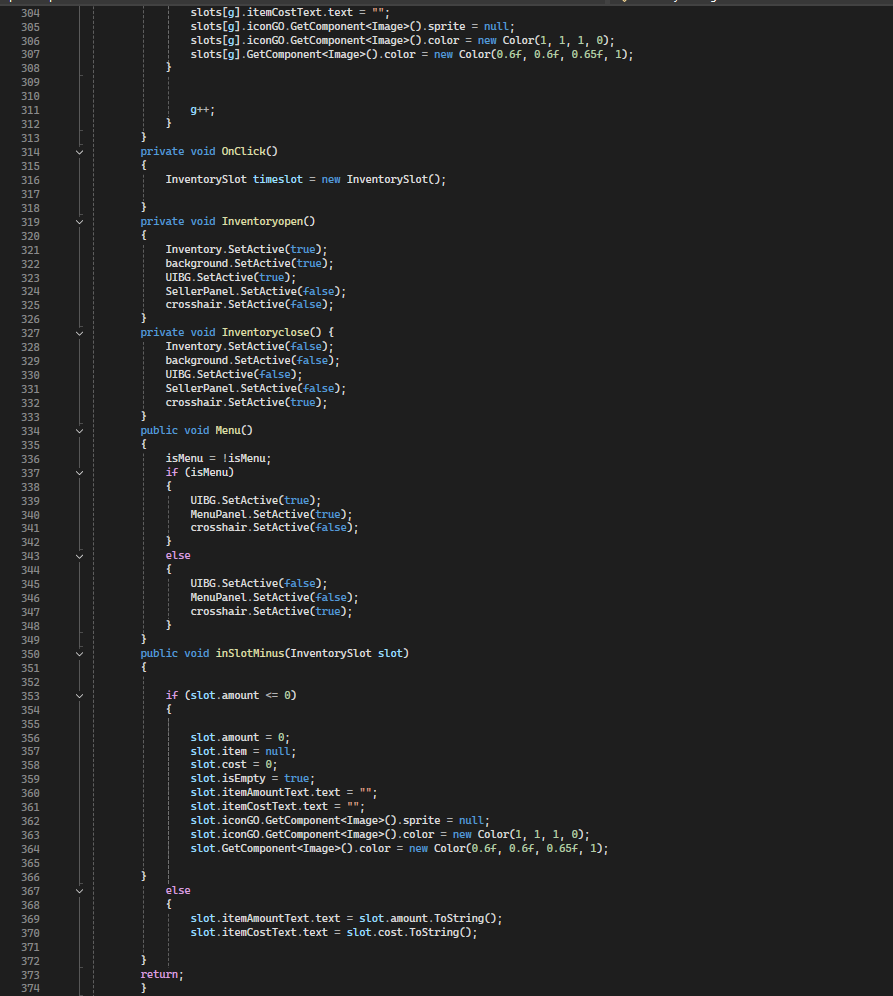 304 slots[g].itemCostText.text = "";
305 slots[g].iconGO.GetComponent<Image>().sprite = null;
306 slots[g].iconGO.GetComponent<Image>().color = new Color(1, 1, 1, 0);
307 slots[g].GetComponent<Image>().color = new Color(0.6f, 0.6f, 0.65f, 1);
308 }
309
310
311 g++;
312 }
313 }
314 private void OnClick()
315 {
316 InventorySlot timeslot = new InventorySlot();
317
318 }
319 private void Inventoryopen()
320 {
321 Inventory.SetActive(true);
322 background.SetActive(true);
323 UIBG.SetActive(true);
324 SellerPanel.SetActive(false);
325 crosshair.SetActive(false);
326 }
327 private void Inventoryclose() {
328 Inventory.SetActive(false);
329 background.SetActive(false);
330 UIBG.SetActive(false);
331 SellerPanel.SetActive(false);
332 crosshair.SetActive(true);
333 }
334 public void Menu()
335 {
336 isMenu = !isMenu;
337 if (isMenu)
338 {
339 UIBG.SetActive(true);
340 MenuPanel.SetActive(true);
341 crosshair.SetActive(false);
342 }
343 else
344 {
345 UIBG.SetActive(false);
346 MenuPanel.SetActive(false);
347 crosshair.SetActive(true);
348 }
349 }
350 public void inSlotMinus(InventorySlot slot)
351 {
352
353 if (slot.amount <= 0)
354 {
355
356 slot.amount = 0;
357 slot.item = null;
358 slot.cost = 0;
359 slot.isEmpty = true;
360 slot.itemAmountText.text = "";
361 slot.itemCostText.text = "";
362 slot.iconGO.GetComponent<Image>().sprite = null;
363 slot.iconGO.GetComponent<Image>().color = new Color(1, 1, 1, 0);
364 slot.GetComponent<Image>().color = new Color(0.6f, 0.6f, 0.65f, 1);
365
366 }
367 else
368 {
369 slot.itemAmountText.text = slot.amount.ToString();
370 slot.itemCostText.text = slot.cost.ToString();
371
372 }
373 return;
374 }